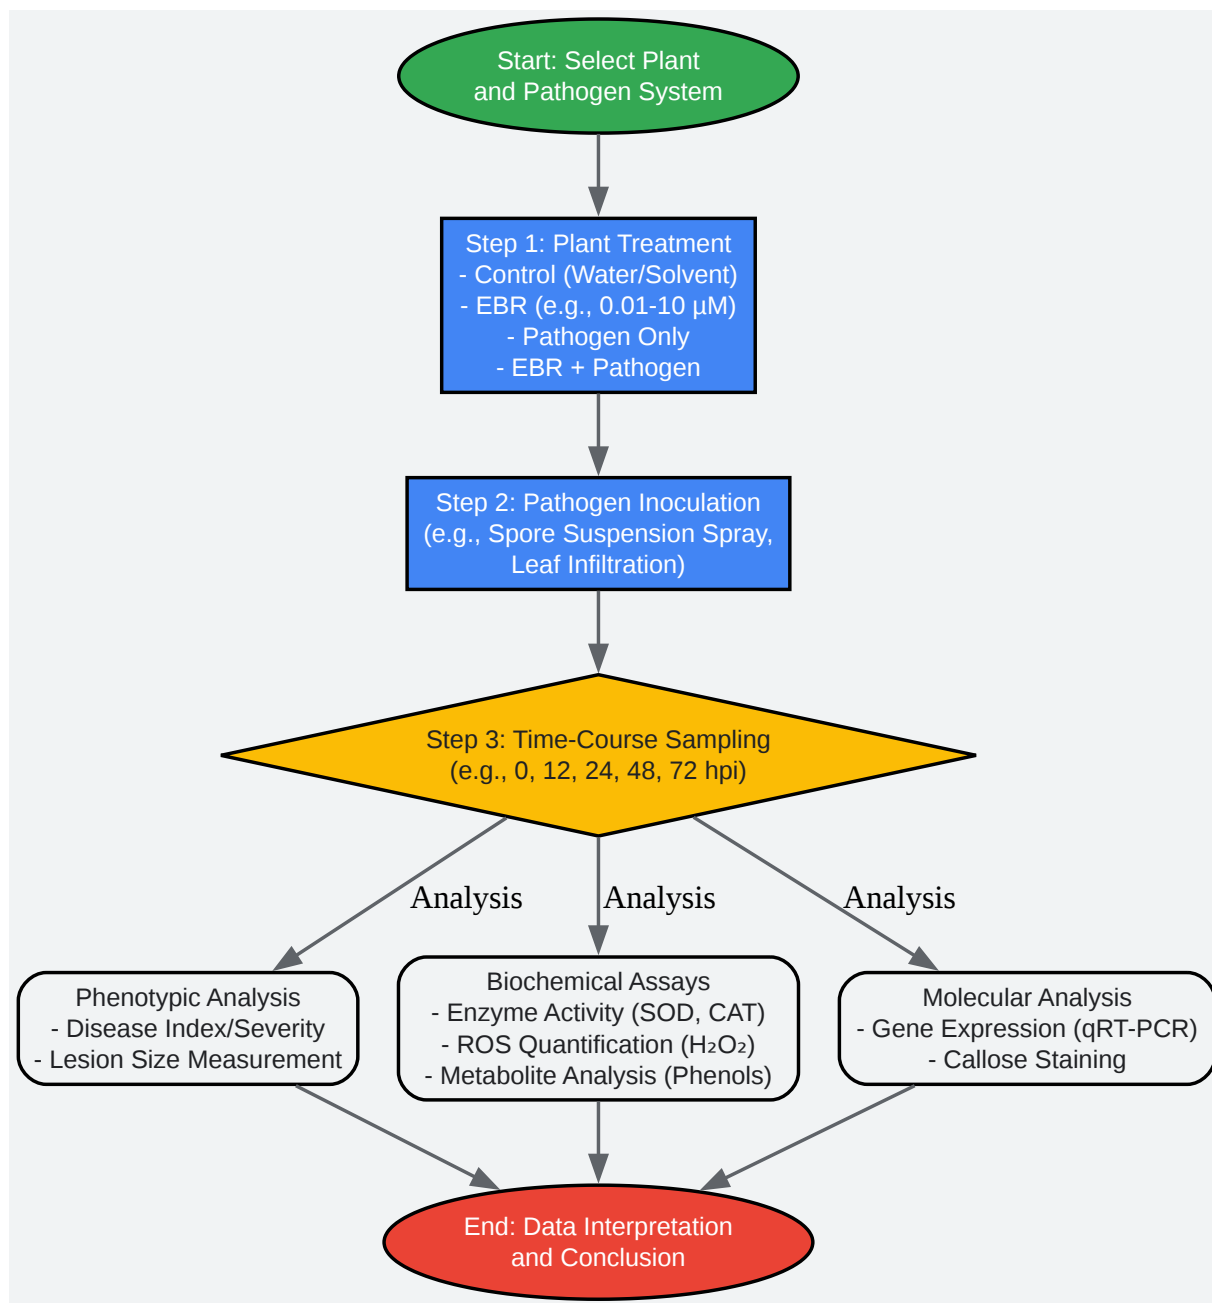 Start: Select Plant
and Pathogen System
Step 1: Plant Treatment
- Control (Water/Solvent)
- EBR (e.g., 0.01-10 µM)
- Pathogen Only
- EBR + Pathogen
Step 2: Pathogen Inoculation
(e.g., Spore Suspension Spray,
Leaf Infiltration)
Step 3: Time-Course Sampling
(e.g., 0, 12, 24, 48, 72 hpi)
Analysis
Analysis
Analysis
Phenotypic Analysis
- Disease Index/Severity
- Lesion Size Measurement
Biochemical Assays
- Enzyme Activity (SOD, CAT)
- ROS Quantification (H₂O₂)
- Metabolite Analysis (Phenols)
Molecular Analysis
- Gene Expression (qRT-PCR)
- Callose Staining
End: Data Interpretation
and Conclusion